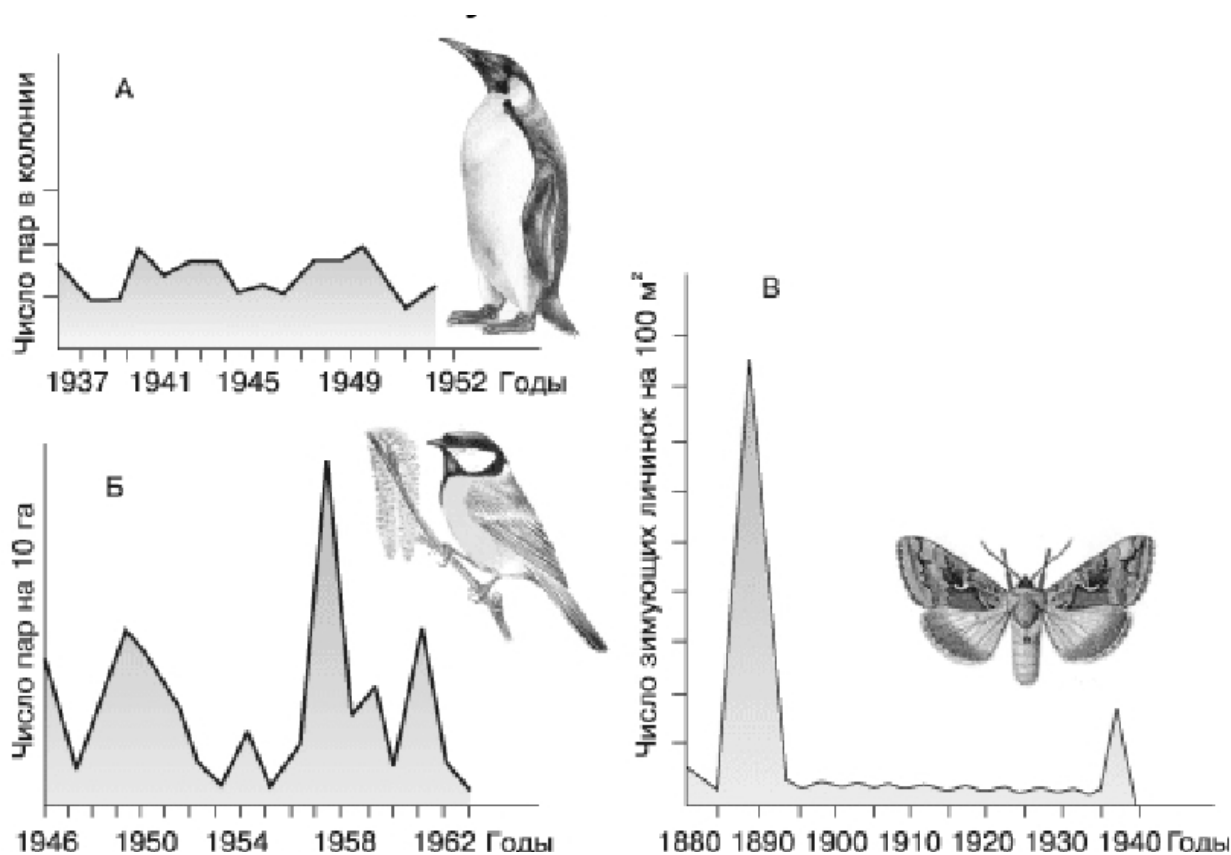 А
Число пар в колонии
1937 1941 1945 1949 1952 Годы
Б
Число пар на 10 га
1946 1950 1954 1958 1962 Годы
В
Число зимующих личинок на 100 м²
1880 1890 1900 1910 1920 1930 1940 Годы